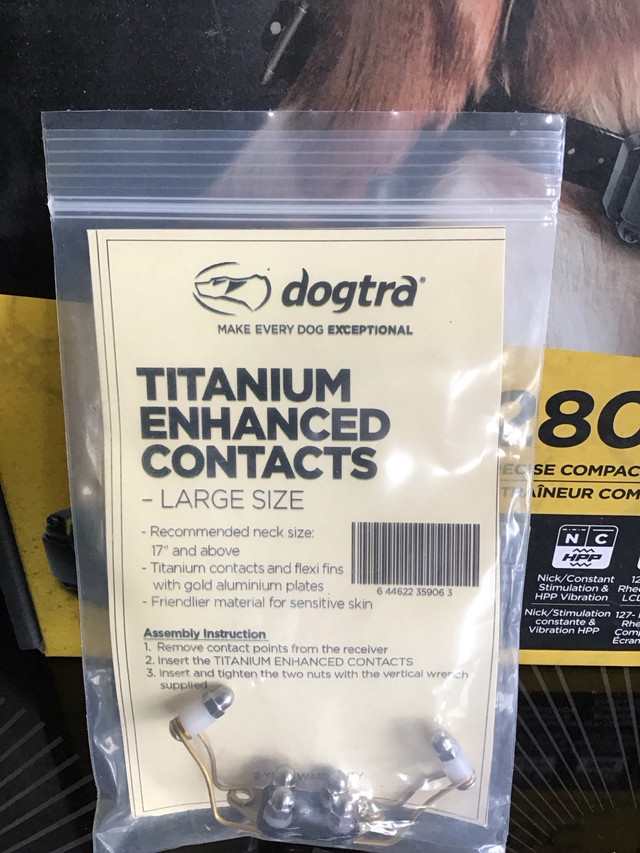 dogtra®
MAKE EVERY DOG EXCEPTIONAL
TITANIUM
ENHANCED
CONTACTS
– LARGE SIZE
- Recommended neck size:
17" and above
- Titanium contacts and flexi fins
with gold aluminium plates
- Friendlier material for sensitive skin
6 44622 35906 3
Assembly Instruction
1. Remove contact points from the receiver
2. Insert the TITANIUM ENHANCED CONTACTS
3. Insert and tighten the two nuts with the vertical wrench
supplied
280
COMPAC
COM
N C
HPP
Nick/Constant
Stimulation &
HPP Vibration
Nick/Stimulation
constante &
Vibration HPP
127-